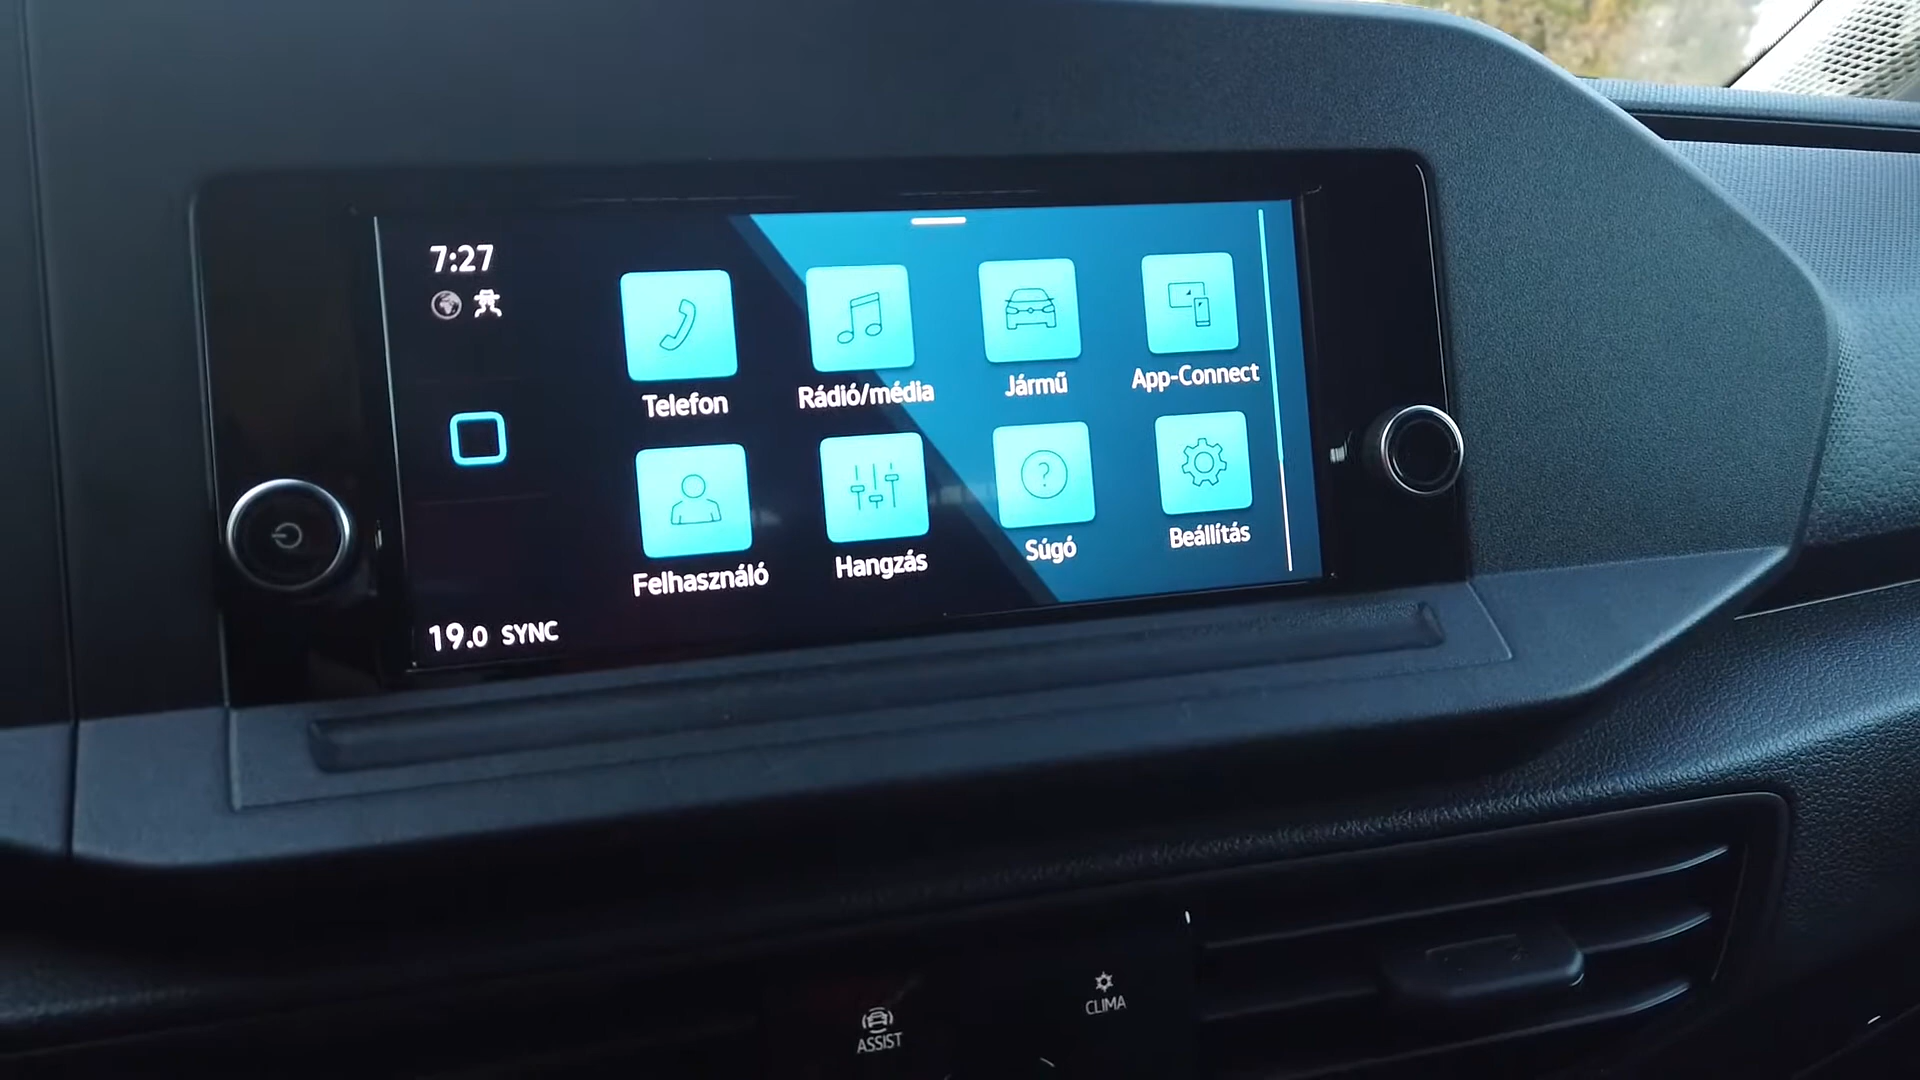 7:27
Telefon
Rádió/média
Jármű
App-Connect
Felhasználó
Hangzás
?
Súgó
Beállítás
19.0 SYNC
ASSIST
CLIMA